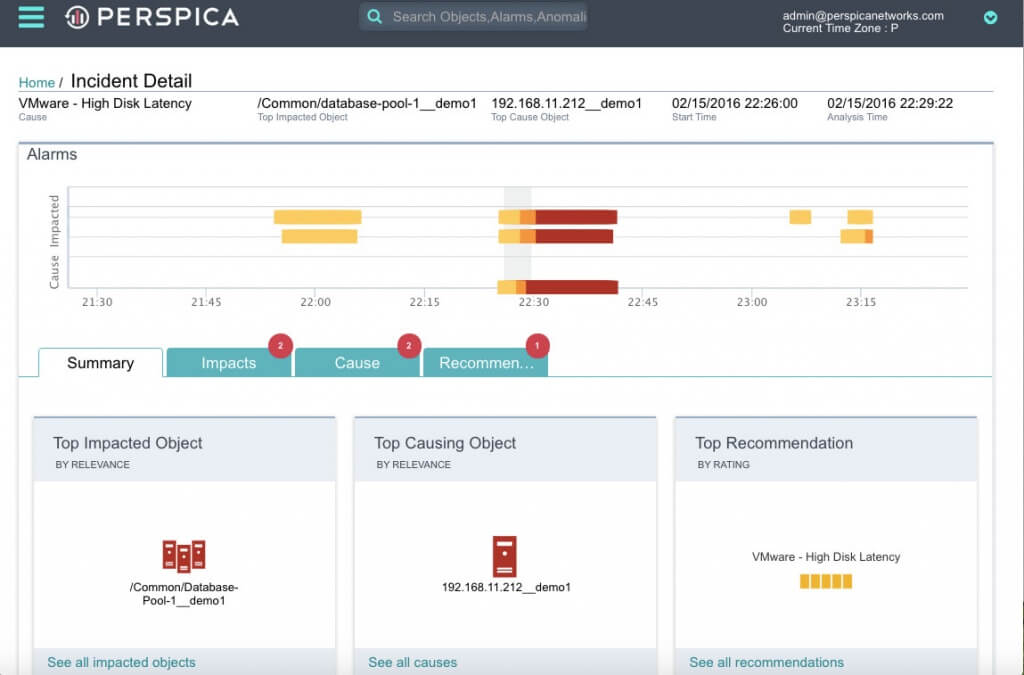 PERSPICA
Search Objects,Alarms,Anomali
admin@perspicanetworks.com
Current Time Zone : P
Home / Incident Detail
VMware - High Disk Latency
Cause
/Common/database-pool-1__demo1
Top Impacted Object
192.168.11.212__demo1
Top Cause Object
02/15/2016 22:26:00
Start Time
02/15/2016 22:29:22
Analysis Time
Alarms
Impacted
Cause
21:30 21:45 22:00 22:15 22:30 22:45 23:00 23:15
Summary
Impacts 2
Cause 2
Recommen... 1
Top Impacted Object
BY RELEVANCE
/Common/Database-
Pool-1__demo1
See all impacted objects
Top Causing Object
BY RELEVANCE
192.168.11.212__demo1
See all causes
Top Recommendation
BY RATING
VMware - High Disk Latency
See all recommendations